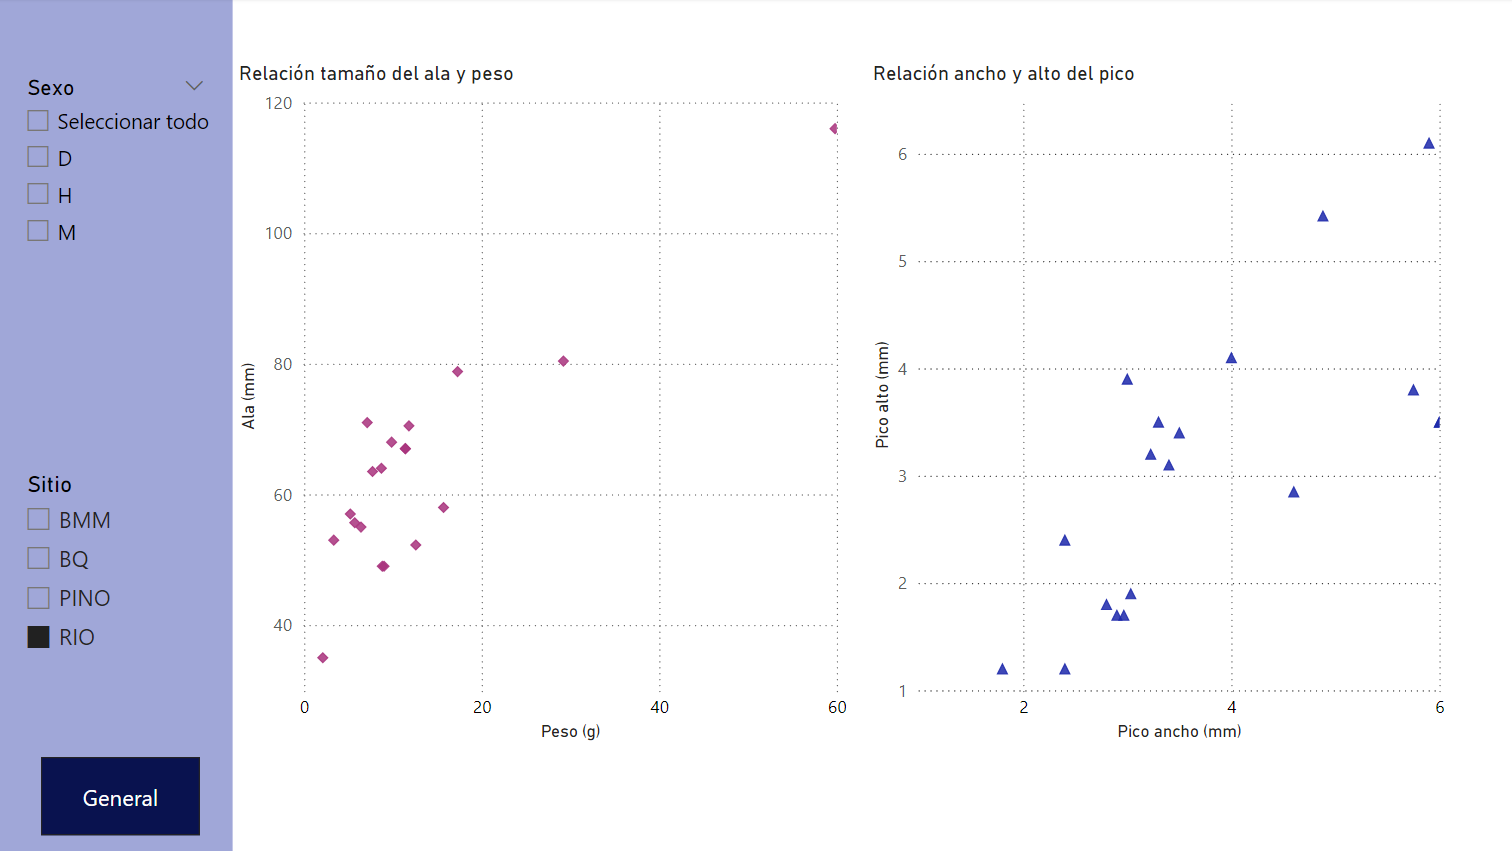 Sexo
Seleccionar todo
D
H
M
Sitio
BMM
BQ
PINO
RIO
General
Relación tamaño del ala y peso
120
100
80
60
40
Ala (mm)
0 20 40 60
Peso (g)
Relación ancho y alto del pico
6
5
4
3
2
1
Pico alto (mm)
2 4 6
Pico ancho (mm)